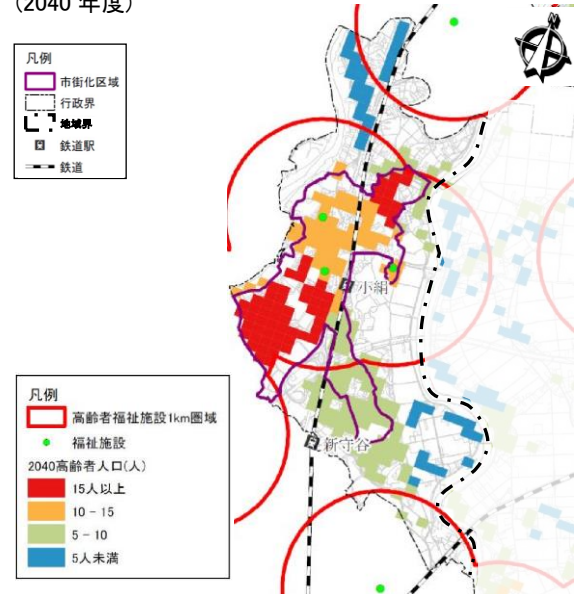 (2040 年度)
凡例
市街化区域
行政界
地域界
鉄道駅
鉄道
小絹
新守谷
凡例
高齢者福祉施設1km圏域
福祉施設
2040高齢者人口(人)
15人以上
10 - 15
5 - 10
5人未満